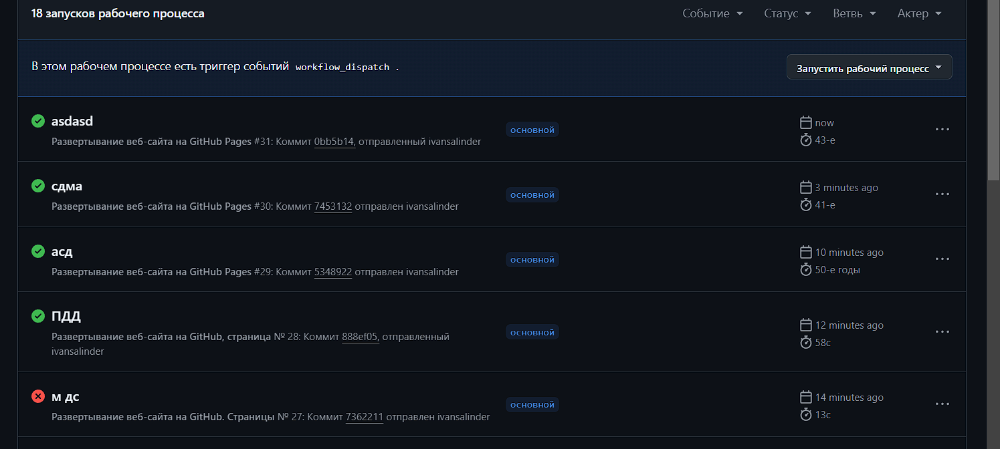 18 запусков рабочего процесса
Событие Статус Ветвь Актер
В этом рабочем процессе есть триггер событий workflow_dispatch .
Запустить рабочий процесс
asdasd
Развертывание веб-сайта на GitHub Pages #31: Коммит 0bb5b14, отправленный ivansalinder
основной
now
43-е
сдма
Развертывание веб-сайта на GitHub Pages #30: Коммит 7453132 отправлен ivansalinder
основной
3 minutes ago
41-е
асд
Развертывание веб-сайта на GitHub Pages #29: Коммит 5348922 отправлен ivansalinder
основной
10 minutes ago
50-е годы
ПДД
Развертывание веб-сайта на GitHub, страница № 28: Коммит 888ef05, отправленный
ivansalinder
основной
12 minutes ago
58с
м дс
Развертывание веб-сайта на GitHub. Страницы № 27: Коммит 7362211 отправлен ivansalinder
основной
14 minutes ago
13с